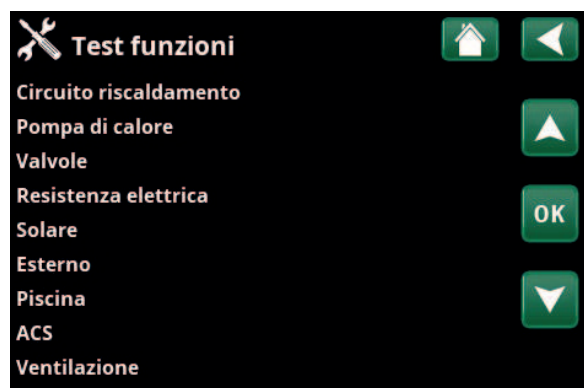 Test funzioni
Circuito riscaldamento
Pompa di calore
Valvole
Resistenza elettrica
OK
Solare
Esterno
Piscina
ACS
Ventilazione